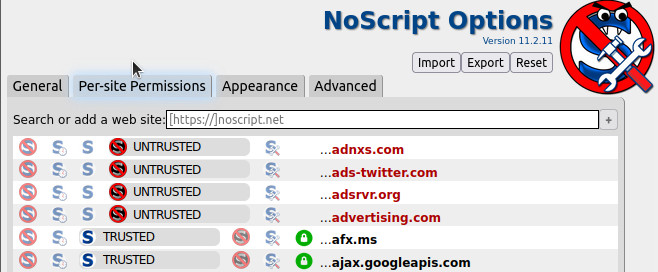 NoScript Options
Version 11.2.11
Import Export Reset
General Per-site Permissions Appearance Advanced
Search or add a web site: [https://]noscript.net +
UNTRUSTED ...adnxs.com
UNTRUSTED ...ads-twitter.com
UNTRUSTED ...adsrvr.org
UNTRUSTED ...advertising.com
TRUSTED ...afx.ms
TRUSTED ...ajax.googleapis.com